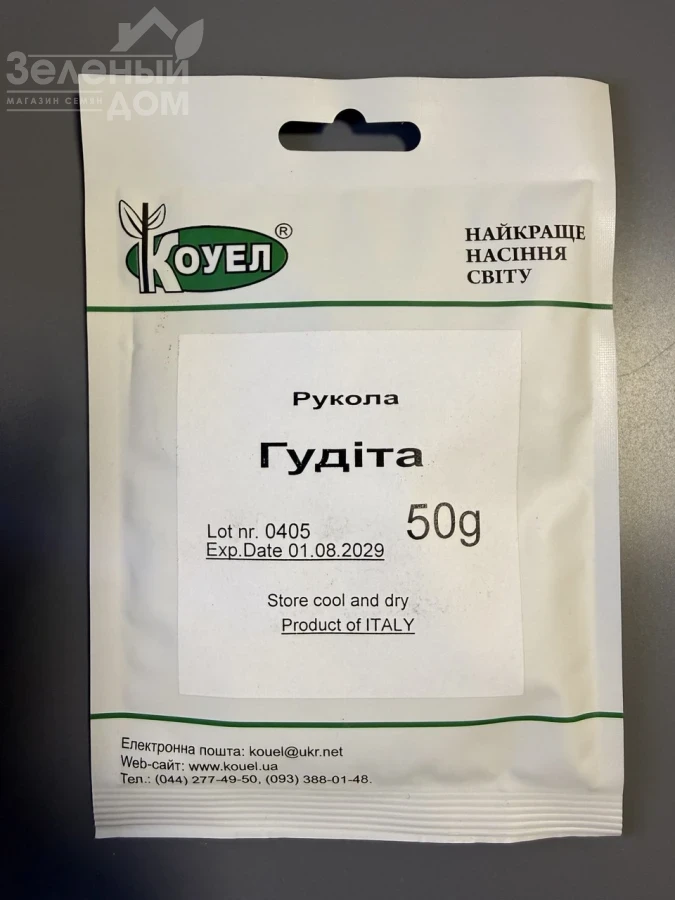 Зеленый
МАГАЗИН СЕМЯН ДОМ
КОУЕЛ ®
НАЙКРАЩЕ
НАСІННЯ
СВІТУ
Рукола
Гудіта
Lot nr. 0405
50g
Exp.Date 01.08.2029
Store cool and dry
Product of ITALY
Електронна пошта: kouel@ukr.net
Web-сайт: www.kouel.ua
Тел.: (044) 277-49-50, (093) 388-01-48.